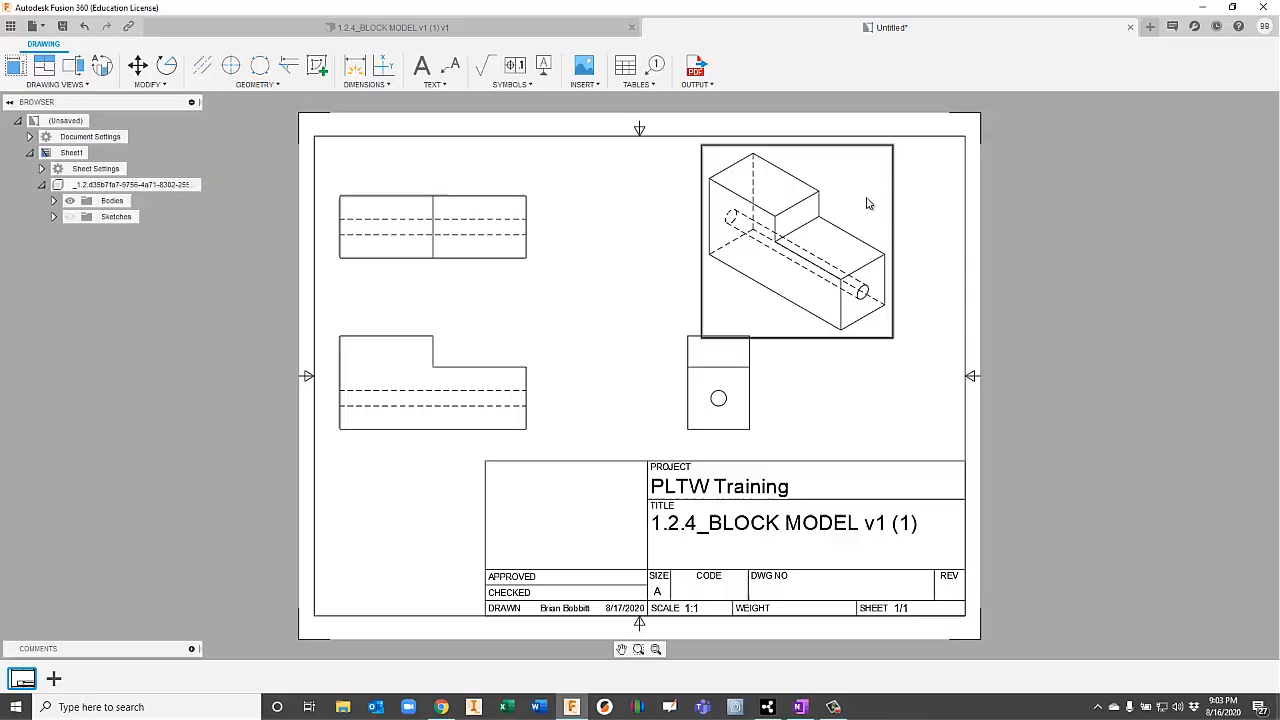 Autodesk Fusion 360 (Education License)
1.2.4_BLOCK MODEL v1 (1) v1
Untitled*
BB
DRAWING
DRAWING VIEWS
MODIFY
GEOMETRY
DIMENSIONS
TEXT
SYMBOLS
INSERT
TABLES
OUTPUT
BROWSER
(Unsaved)
Document Settings
Sheet1
Sheet Settings
_1.2.d35b7fa7-9756-4a71-8302-255...
Bodies
Sketches
PROJECT
PLTW Training
TITLE
1.2.4_BLOCK MODEL v1 (1)
APPROVED
CHECKED
DRAWN Brian Bobbitt 8/17/2020
SIZE
A
CODE
DWG NO
REV
SCALE 1:1
WEIGHT
SHEET 1/1
COMMENTS
Type here to search
9:03 PM
8/16/2020